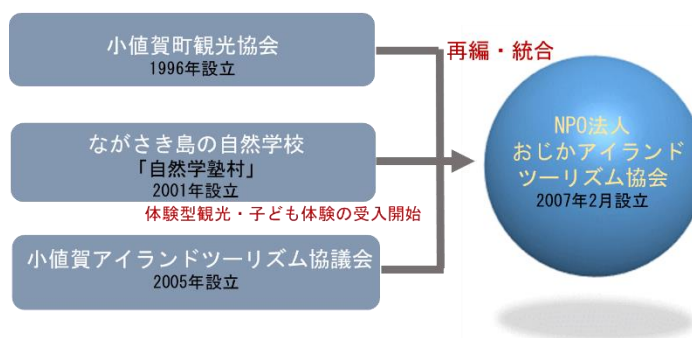 小値賀町観光協会
1996年設立
再編・統合
ながさき島の自然学校
「自然学塾村」
2001年設立
体験型観光・子ども体験の受入開始
小値賀アイランドツーリズム協議会
2005年設立
NPO法人
おぢかアイランド
ツーリズム協会
2007年2月設立